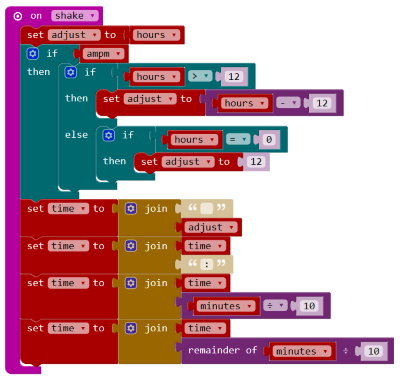 on shake
set adjust to hours
if ampm
then if hours > 12
then set adjust to hours - 12
else if hours = 0
then set adjust to 12
set time to join “ ”
adjust
set time to join time
“ : ”
set time to join time
minutes ÷ 10
set time to join time
remainder of minutes ÷ 10